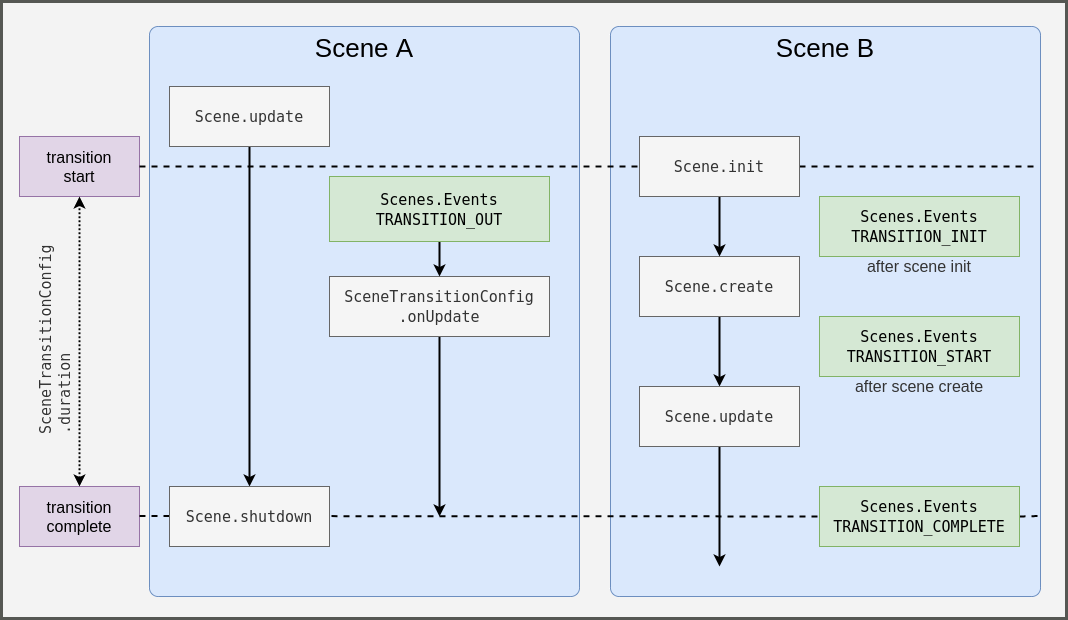 Scene A
Scene B
Scene.update
transition
start
Scene.init
Scenes.Events
TRANSITION_OUT
Scenes.Events
TRANSITION_INIT
after scene init
SceneTransitionConfig
.onUpdate
Scene.create
SceneTransitionConfig
.duration
Scenes.Events
TRANSITION_START
after scene create
Scene.update
transition
complete
Scene.shutdown
Scenes.Events
TRANSITION_COMPLETE